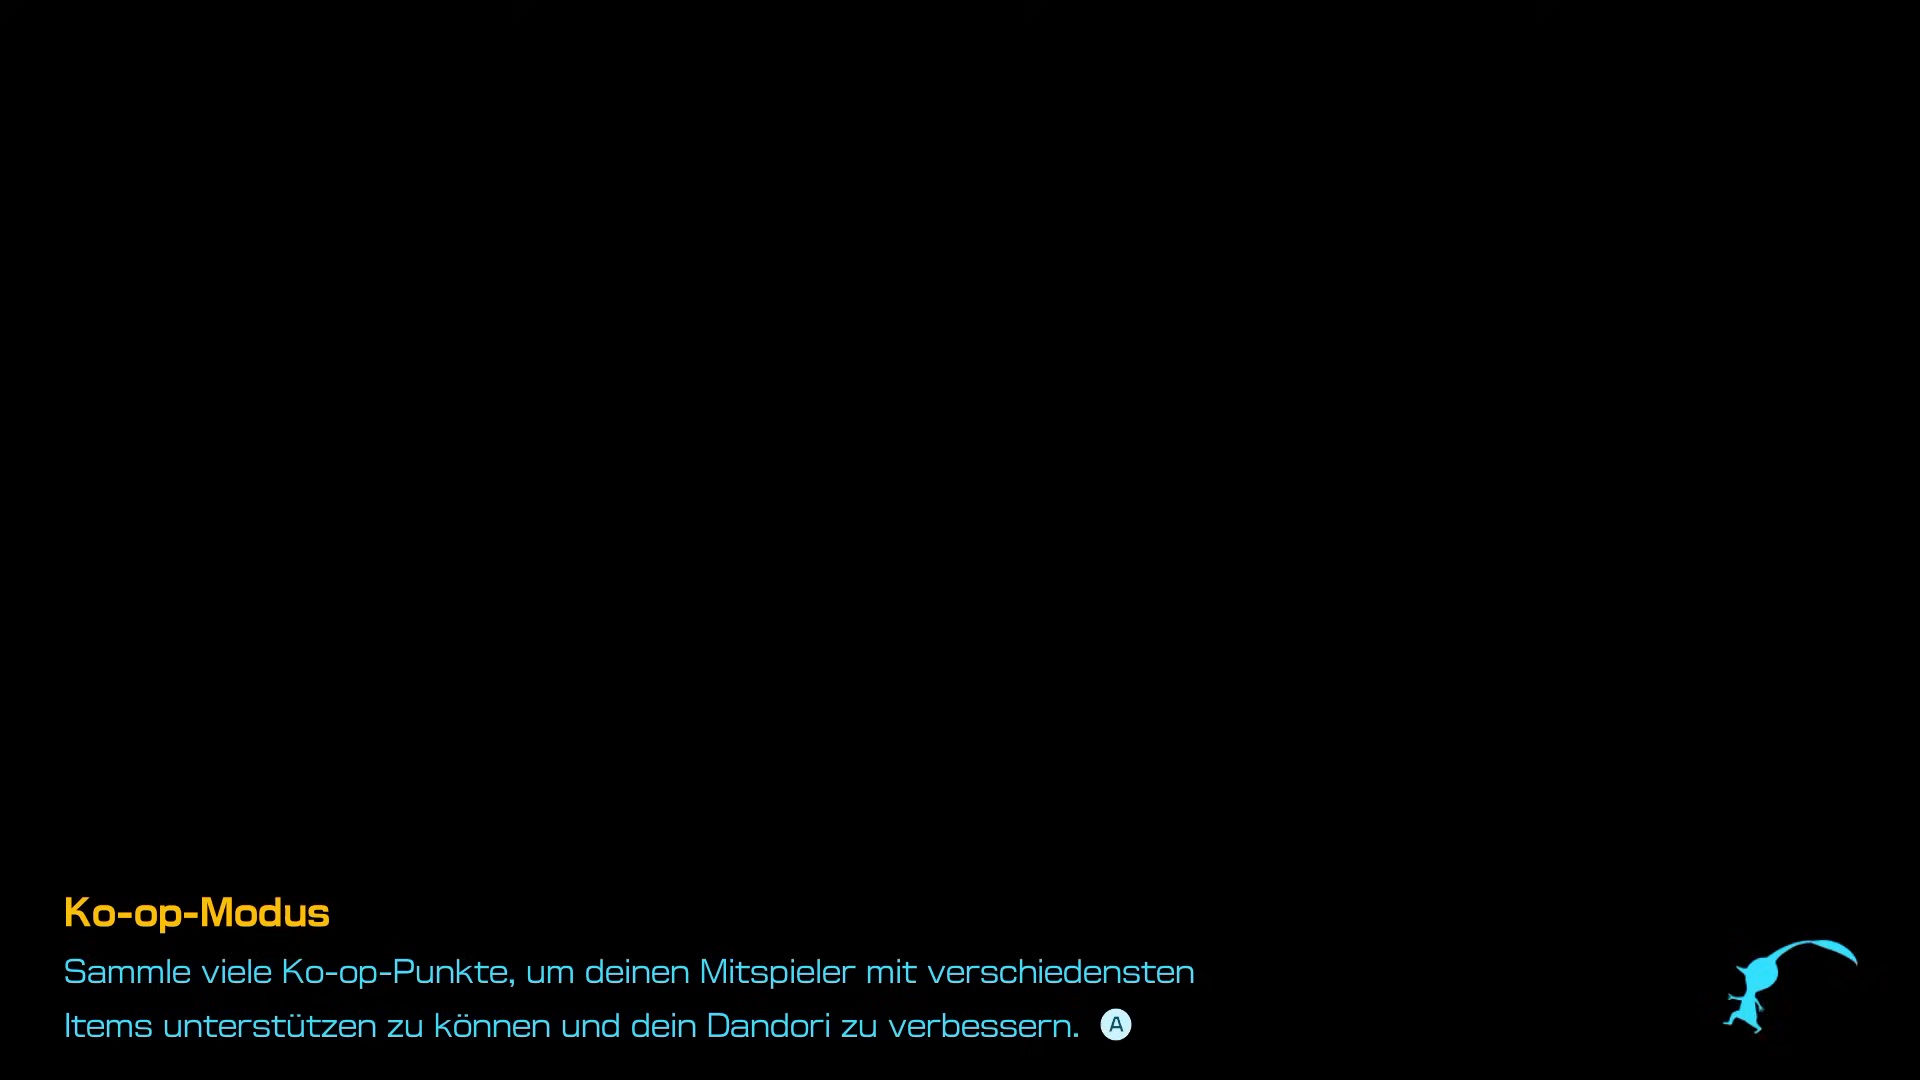 Ko-op-Modus
Sammle viele Ko-op-Punkte, um deinen Mitspieler mit verschiedensten
Items unterstützen zu können und dein Dandori zu verbessern. A